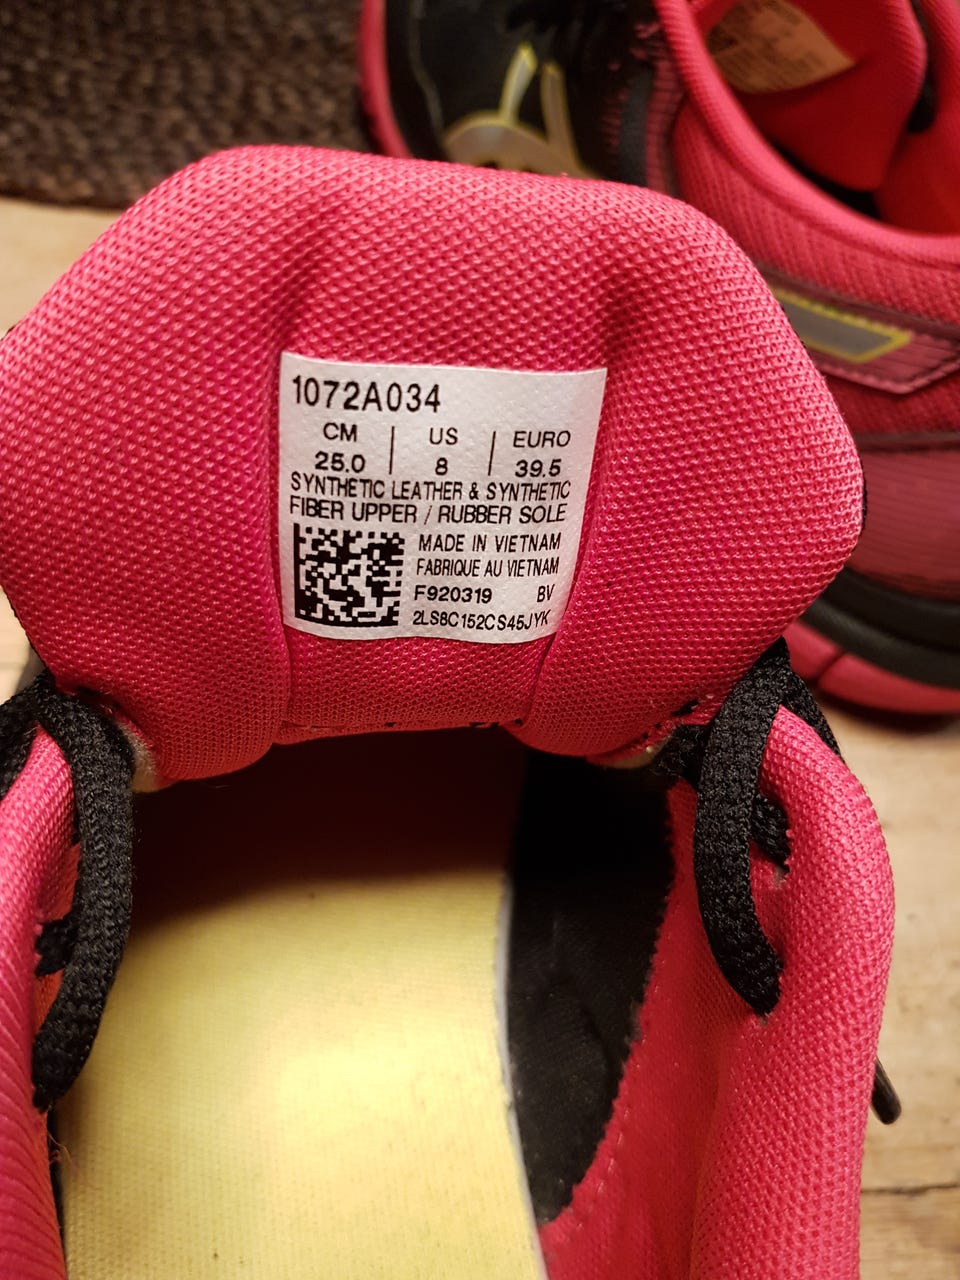 1072A034
CM | US | EURO
25.0 | 8 | 39.5
SYNTHETIC LEATHER & SYNTHETIC
FIBER UPPER / RUBBER SOLE
MADE IN VIETNAM
FABRIQUE AU VIETNAM
F920319 BV
2LS8C152CS45JYK